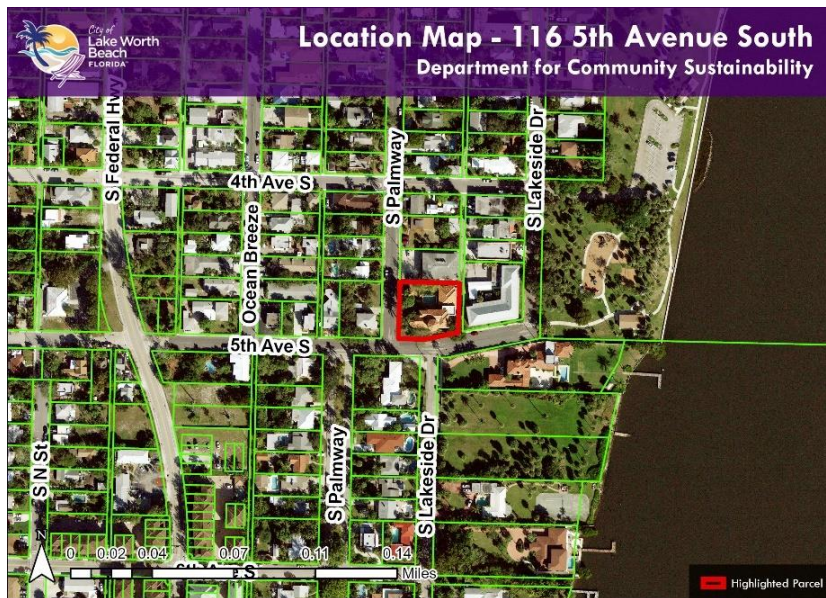 City of
Lake Worth
Beach
FLORIDA
Location Map - 116 5th Avenue South
Department for Community Sustainability
S Federal Hwy
Ocean Breeze
S Palmway
S Lakeside Dr
4th Ave S
5th Ave S
S N St
S Palmway
S Lakeside Dr
N
0 0.02 0.04 0.07 0.11 0.14
Miles
6th Ave S
Highlighted Parcel